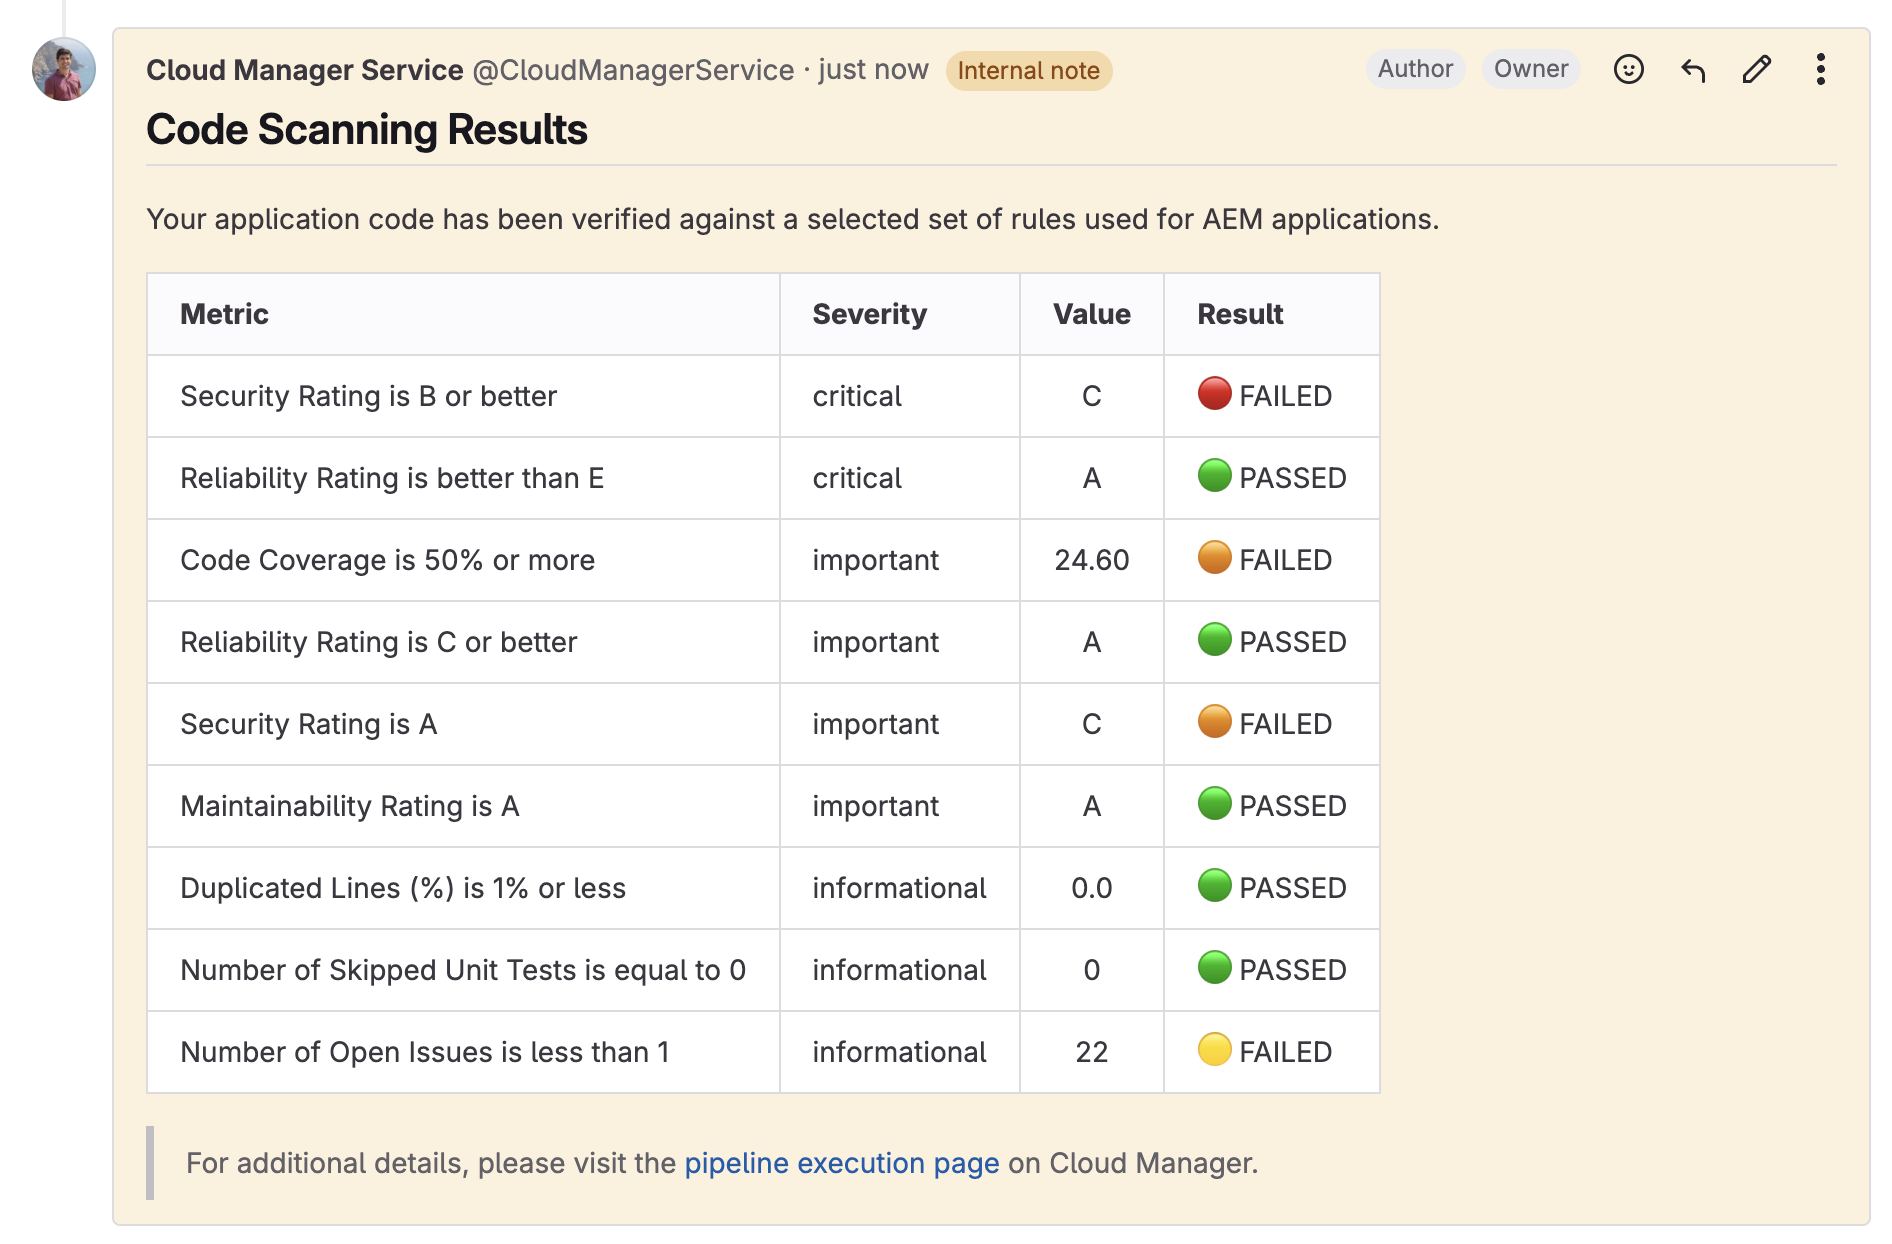 Cloud Manager Service @CloudManagerService · just now Internal note Author Owner
Code Scanning Results
Your application code has been verified against a selected set of rules used for AEM applications.
Metric Severity Value Result
Security Rating is B or better critical C FAILED
Reliability Rating is better than E critical A PASSED
Code Coverage is 50% or more important 24.60 FAILED
Reliability Rating is C or better important A PASSED
Security Rating is A important C FAILED
Maintainability Rating is A important A PASSED
Duplicated Lines (%) is 1% or less informational 0.0 PASSED
Number of Skipped Unit Tests is equal to 0 informational 0 PASSED
Number of Open Issues is less than 1 informational 22 FAILED
For additional details, please visit the pipeline execution page on Cloud Manager.